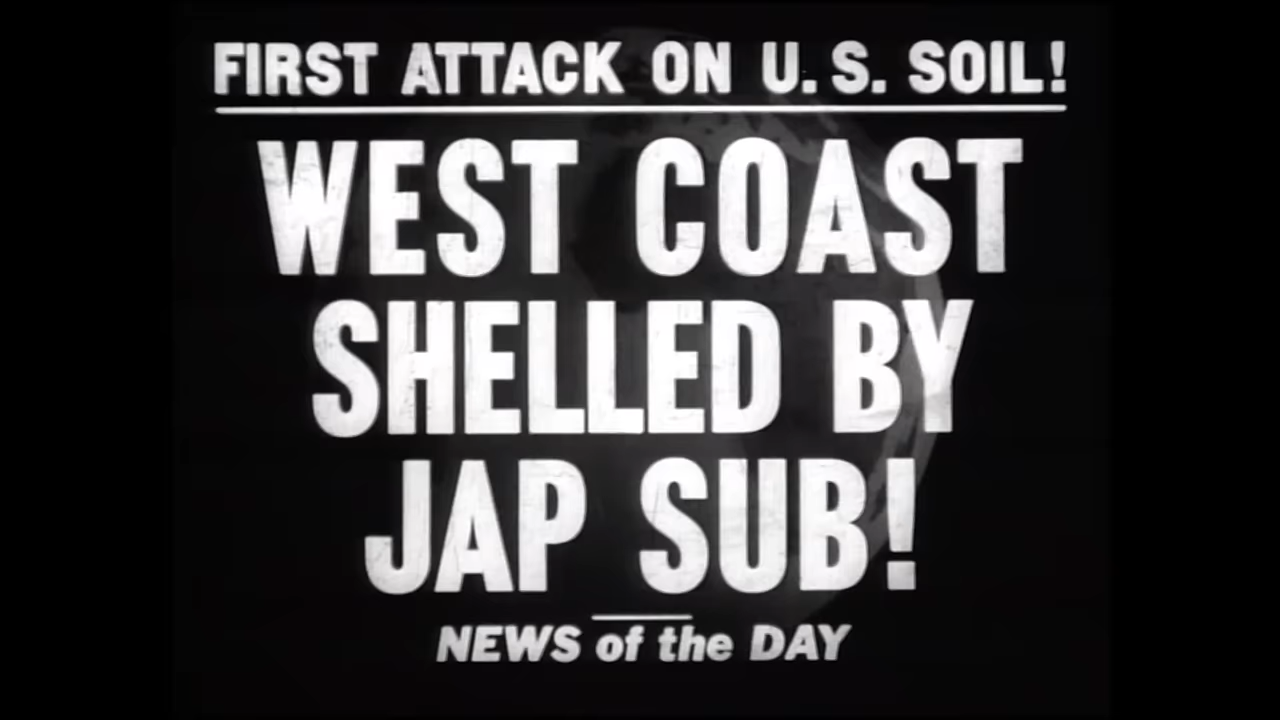 FIRST ATTACK ON U.S. SOIL!
WEST COAST
SHELLED BY
JAP SUB!
NEWS of the DAY